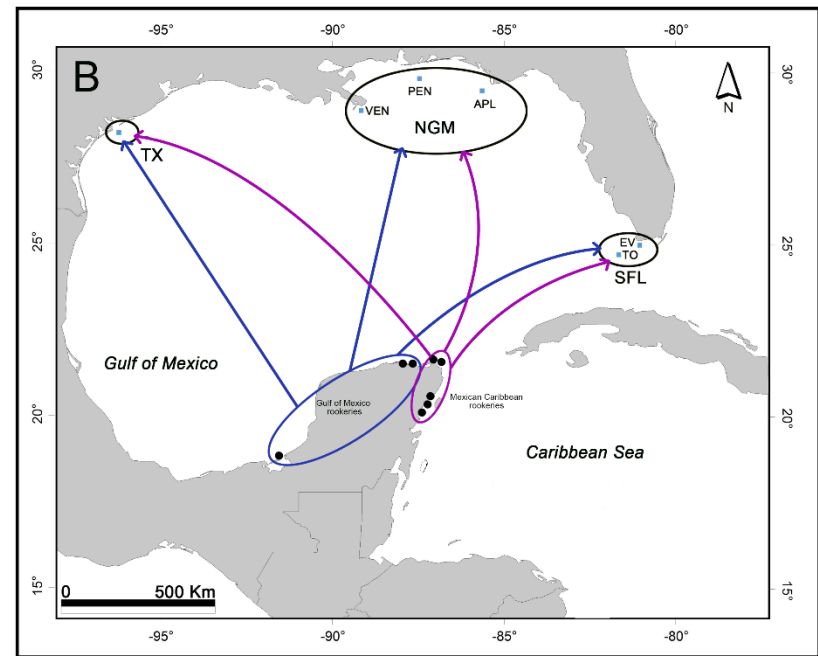 -95° -90° -85° -80°
B
30° 30°
PEN
VEN APL
NGM
N
TX
25° 25°
EV
TO
SFL
Gulf of Mexico
Gulf of Mexico
rookeries
Mexican Caribbean
rookeries
20° 20°
Caribbean Sea
0 500 Km
15° 15°
-95° -90° -85° -80°